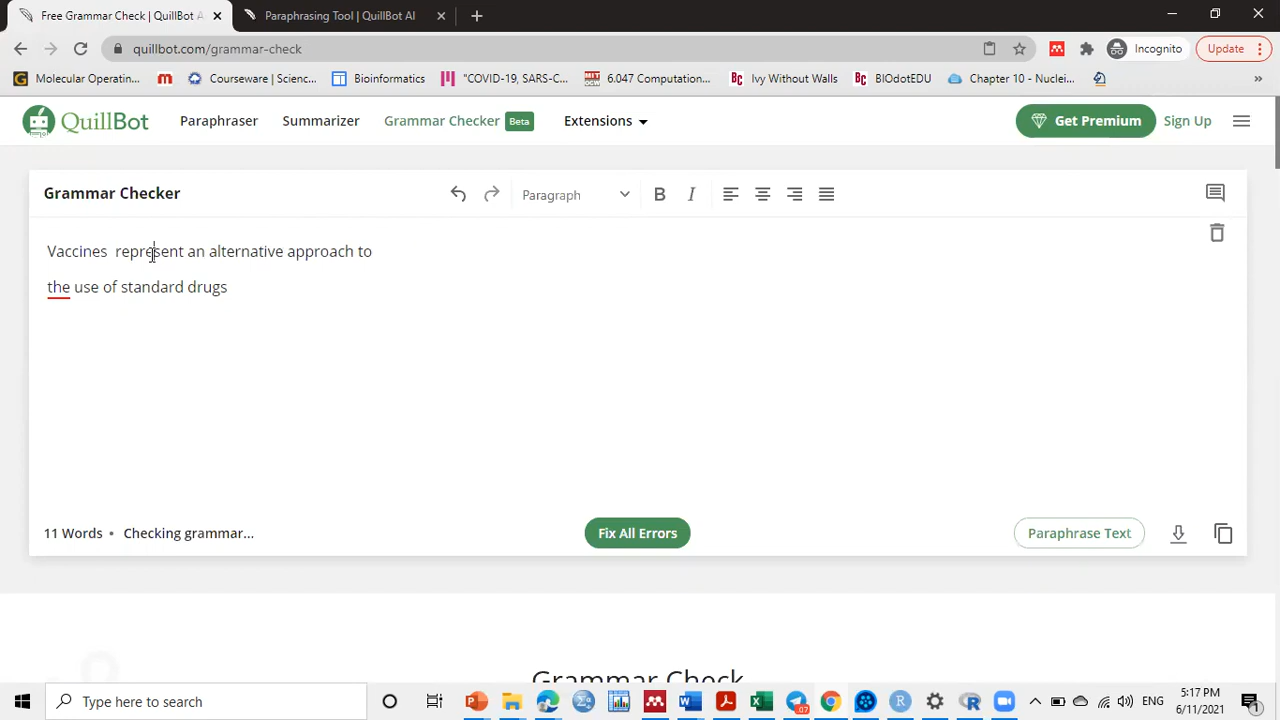 Free Grammar Check | QuillBot A
Paraphrasing Tool | QuillBot AI
quillbot.com/grammar-check
Incognito
Update
Molecular Operatin...
Courseware | Scienc...
Bioinformatics
"COVID-19, SARS-C...
6.047 Computation...
Ivy Without Walls
BIOdotEDU
Chapter 10 - Nuclei...
»
QuillBot
Paraphraser
Summarizer
Grammar Checker Beta
Extensions
Get Premium
Sign Up
Grammar Checker
Paragraph
B
I
Vaccines  represent an alternative approach to
the use of standard drugs
11 Words • Checking grammar...
Fix All Errors
Paraphrase Text
Grammar Check
Type here to search
07
ENG
5:17 PM
6/11/2021
1